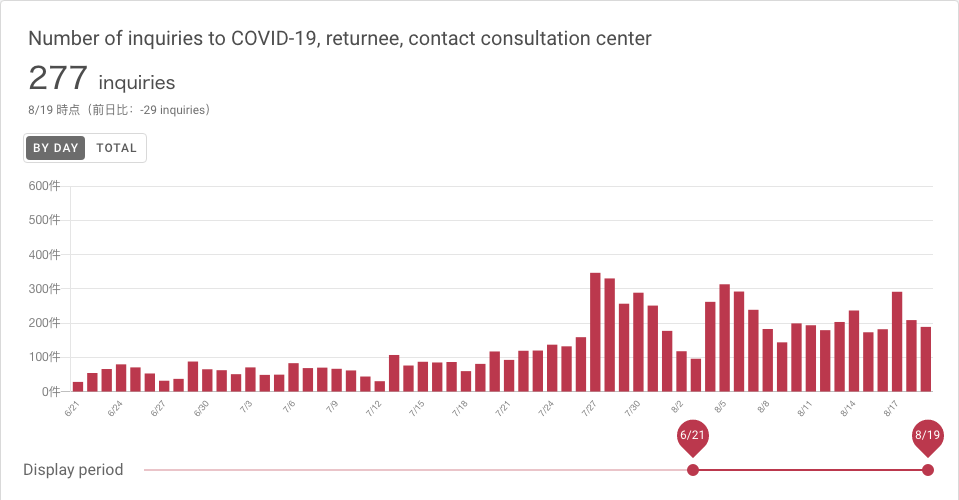 Number of inquiries to COVID-19, returnee, contact consultation center
277 inquiries
8/19 時点（前日比：-29 inquiries）
BY DAY TOTAL
600件
500件
400件
300件
200件
100件
0件
6/21 6/24 6/27 6/30 7/3 7/6 7/9 7/12 7/15 7/18 7/21 7/24 7/27 7/30 8/2 8/5 8/8 8/11 8/14 8/17
6/21 8/19
Display period